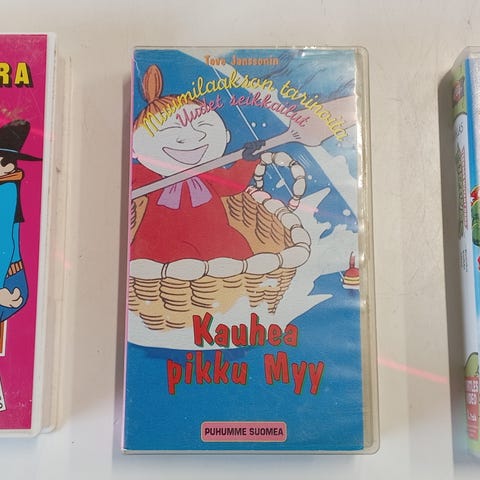 RA
Tove Janssonin
Muumilaakson tarinoita
Uudet seikkailut
Kauhea
pikku Myy
PUHUMME SUOMEA